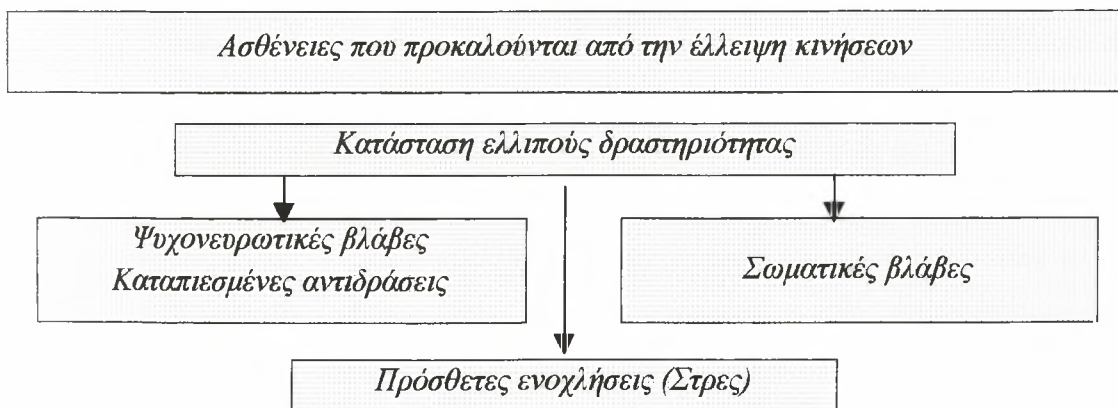 Ασθένειες που προκαλούνται από την έλλειψη κινήσεων
Κατάσταση ελλιπούς δραστηριότητας
Ψυχονευρωτικές βλάβες
Καταπιεσμένες αντιδράσεις
Σωματικές βλάβες
Πρόσθετες ενοχλήσεις (Στρες)